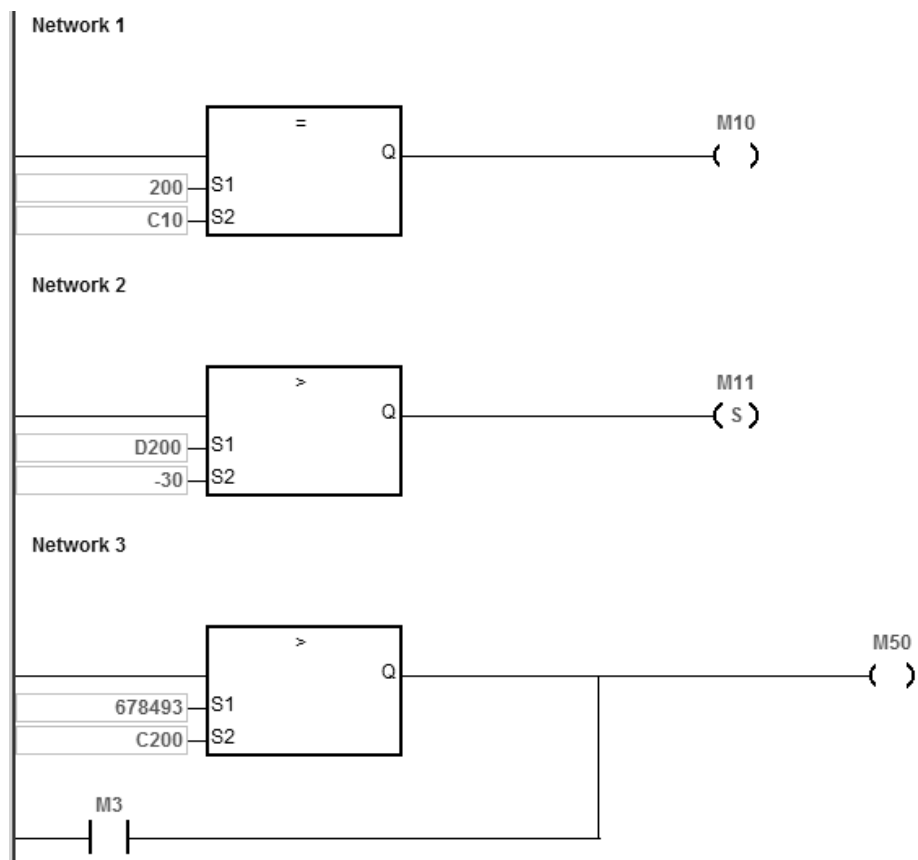 Network 1
=
M10
Q
( )
200 S1
C10 S2
Network 2
>
M11
Q
( S )
D200 S1
-30 S2
Network 3
>
M50
Q
( )
678493 S1
C200 S2
M3